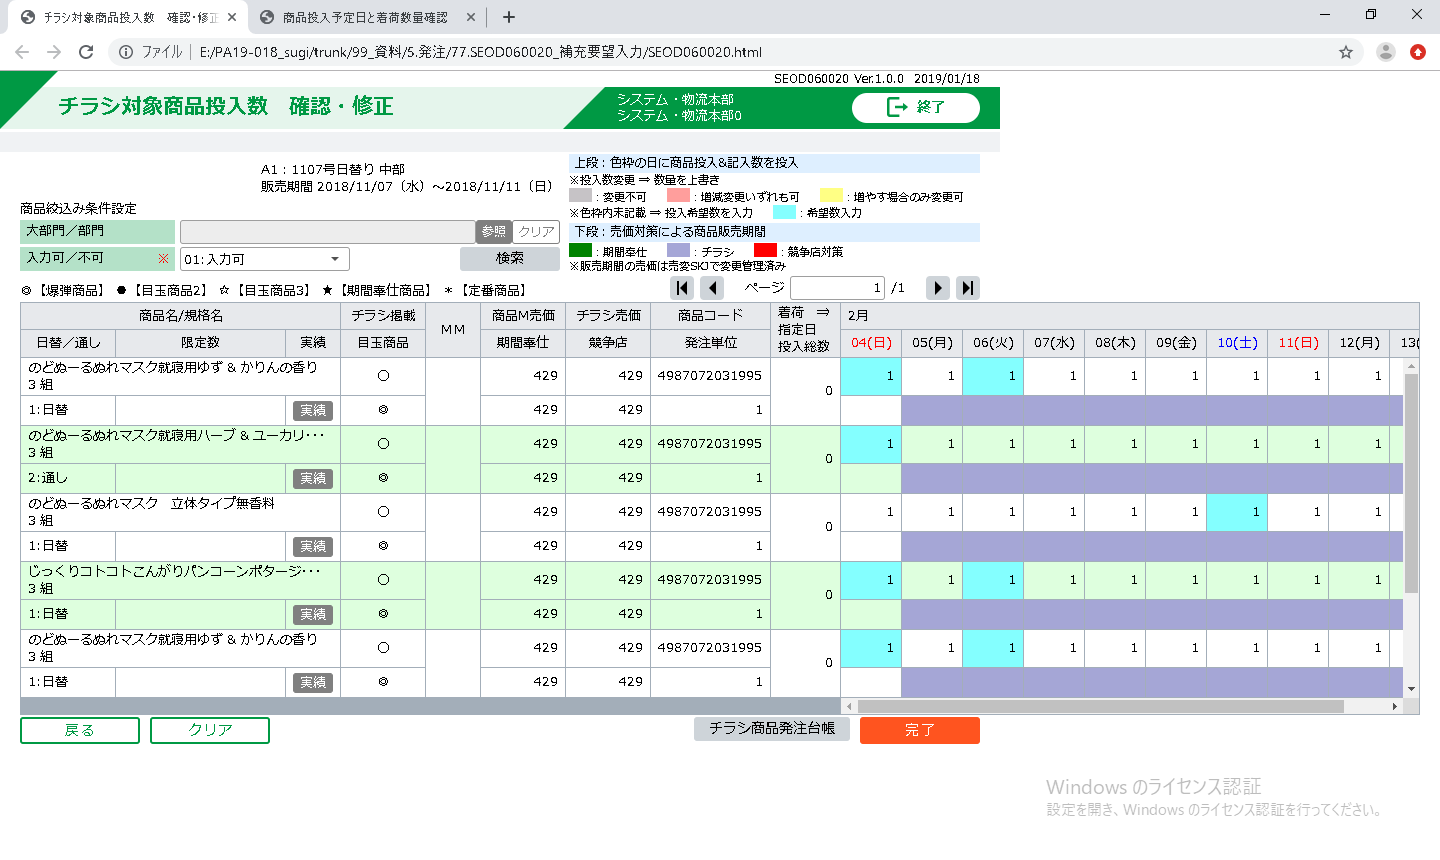 チラシ対象商品投入数　確認・修正
商品投入予定日と着荷数量確認
ファイル E:/PA19-018_sugi/trunk/99_資料/5.発注/77.SEOD060020_補充要望入力/SEOD060020.html
SEOD060020 Ver.1.0.0 2019/01/18
チラシ対象商品投入数　確認・修正
システム・物流本部
システム・物流本部0
終了
A1：1107号日替り 中部
販売期間 2018/11/07（水）～2018/11/11（日）
上段：色枠の日に商品投入&記入数を投入
※投入数変更 ⇒ 数量を上書き
：変更不可 ：増減変更いずれも可 ：増やす場合のみ変更可
※色枠内未記載 ⇒ 投入希望数を入力 ：希望数入力
下段：売価対策による商品販売期間
：期間奉仕 ：チラシ ：競争店対策
※販売期間の売価は売変SKJで変更管理済み
商品絞込み条件設定
大部門／部門 参照 クリア
入力可／不可 ※ 01:入力可 検索
◎【爆弾商品】 ●【目玉商品2】 ☆【目玉商品3】 ★【期間奉仕商品】 ＊【定番商品】
ページ 1 /1
商品名/規格名 チラシ掲載 MM 商品M売価 チラシ売価 商品コード 着荷 ⇒ 2月
指定日
投入総数
日替／通し 限定数 実績 目玉商品 期間奉仕 競争店 発注単位 04(日) 05(月) 06(火) 07(水) 08(木) 09(金) 10(土) 11(日) 12(月) 13(
のどぬーるぬれマスク就寝用ゆず & かりんの香り
3 組 ○ 429 429 4987072031995 0 1 1 1 1 1 1 1 1 1
1:日替 実績 ◎ 429 429 1
のどぬーるぬれマスク就寝用ハーブ & ユーカリ･･･
3 組 ○ 429 429 4987072031995 0 1 1 1 1 1 1 1 1 1
2:通し 実績 ◎ 429 429 1
のどぬーるぬれマスク　立体タイプ無香料
3 組 ○ 429 429 4987072031995 0 1 1 1 1 1 1 1 1 1
1:日替 実績 ◎ 429 429 1
じっくりコトコトこんがりパンコーンポタージ･･･
3 組 ○ 429 429 4987072031995 0 1 1 1 1 1 1 1 1 1
1:日替 実績 ◎ 429 429 1
のどぬーるぬれマスク就寝用ゆず & かりんの香り
3 組 ○ 429 429 4987072031995 0 1 1 1 1 1 1 1 1 1
1:日替 実績 ◎ 429 429 1
戻る クリア チラシ商品発注台帳 完了
Windows のライセンス認証
設定を開き、Windows のライセンス認証を行ってください。